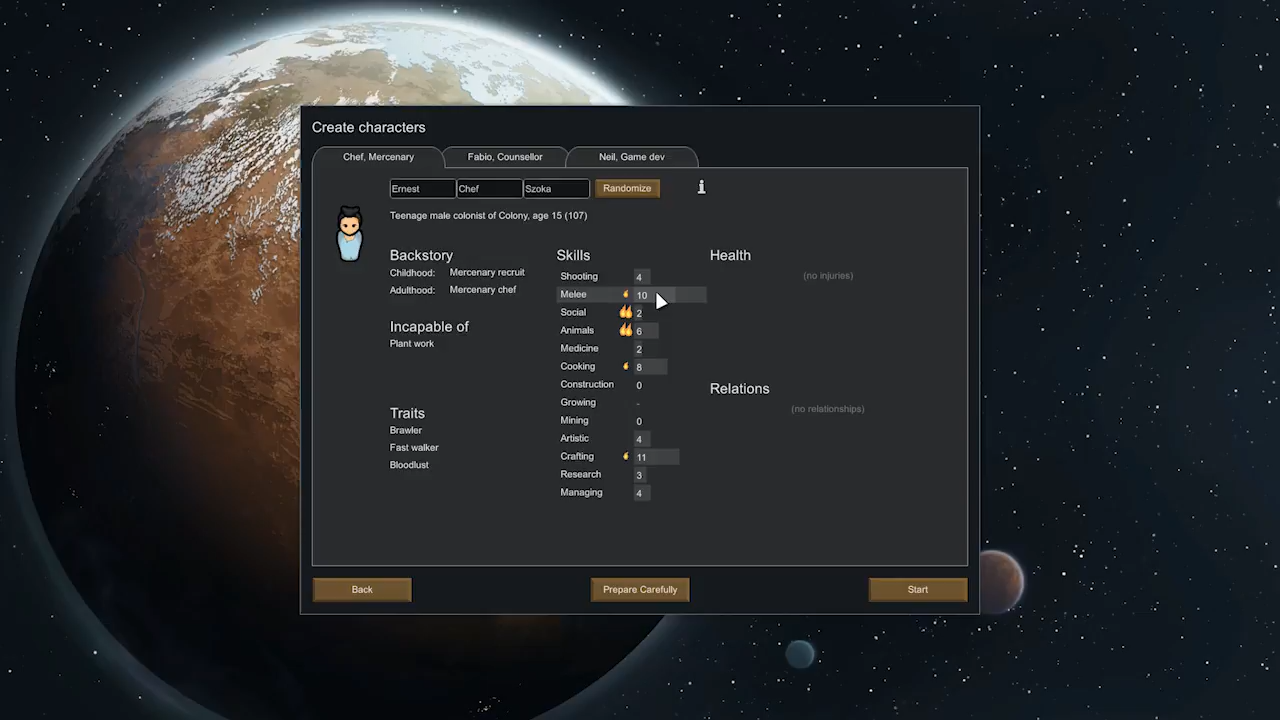 Create characters
Chef, Mercenary Fabio, Counsellor Neil, Game dev
Ernest Chef Szoka Randomize i
Teenage male colonist of Colony, age 15 (107)
Backstory
Childhood: Mercenary recruit
Adulthood: Mercenary chef
Incapable of
Plant work
Traits
Brawler
Fast walker
Bloodlust
Skills
Shooting 4
Melee 10
Social 2
Animals 6
Medicine 2
Cooking 8
Construction 0
Growing -
Mining 0
Artistic 4
Crafting 11
Research 3
Managing 4
Health
(no injuries)
Relations
(no relationships)
Back Prepare Carefully Start